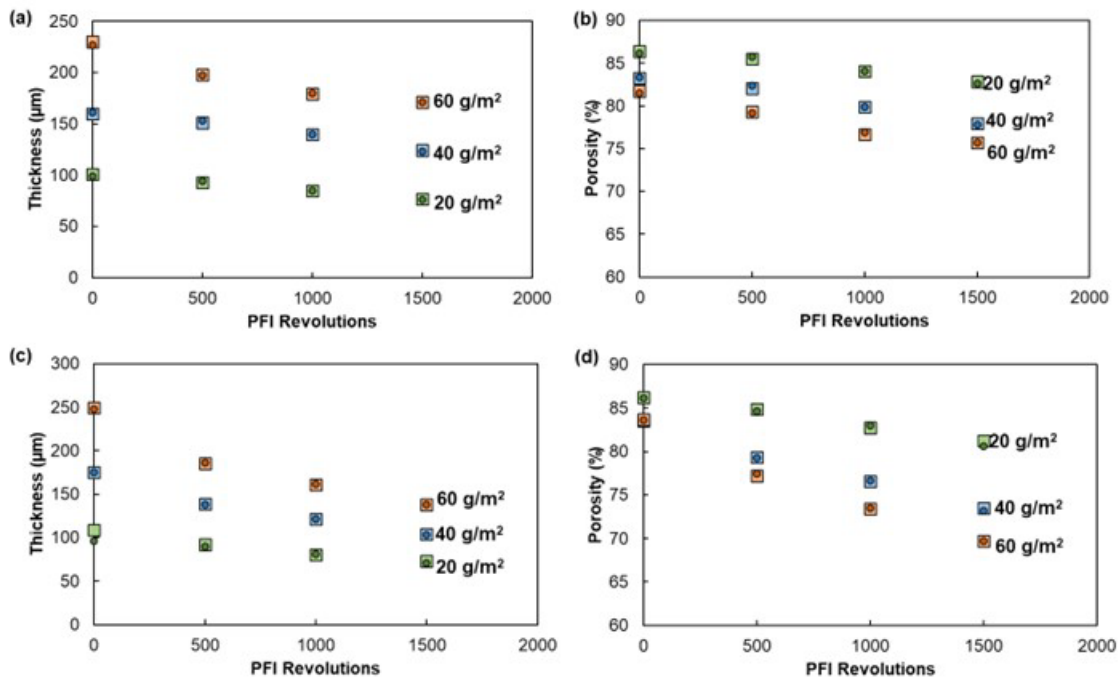 (a)
250
200
150
100
50
0
Thickness (µm)
60 g/m²
40 g/m²
20 g/m²
0 500 1000 1500 2000
PFI Revolutions
(b)
90
85
80
75
70
65
60
Porosity (%)
20 g/m²
40 g/m²
60 g/m²
0 500 1000 1500 2000
PFI Revolutions
(c)
300
250
200
150
100
50
0
Thickness (µm)
60 g/m²
40 g/m²
20 g/m²
0 500 1000 1500 2000
PFI Revolutions
(d)
90
85
80
75
70
65
60
Porosity (%)
20 g/m²
40 g/m²
60 g/m²
0 500 1000 1500 2000
PFI Revolutions